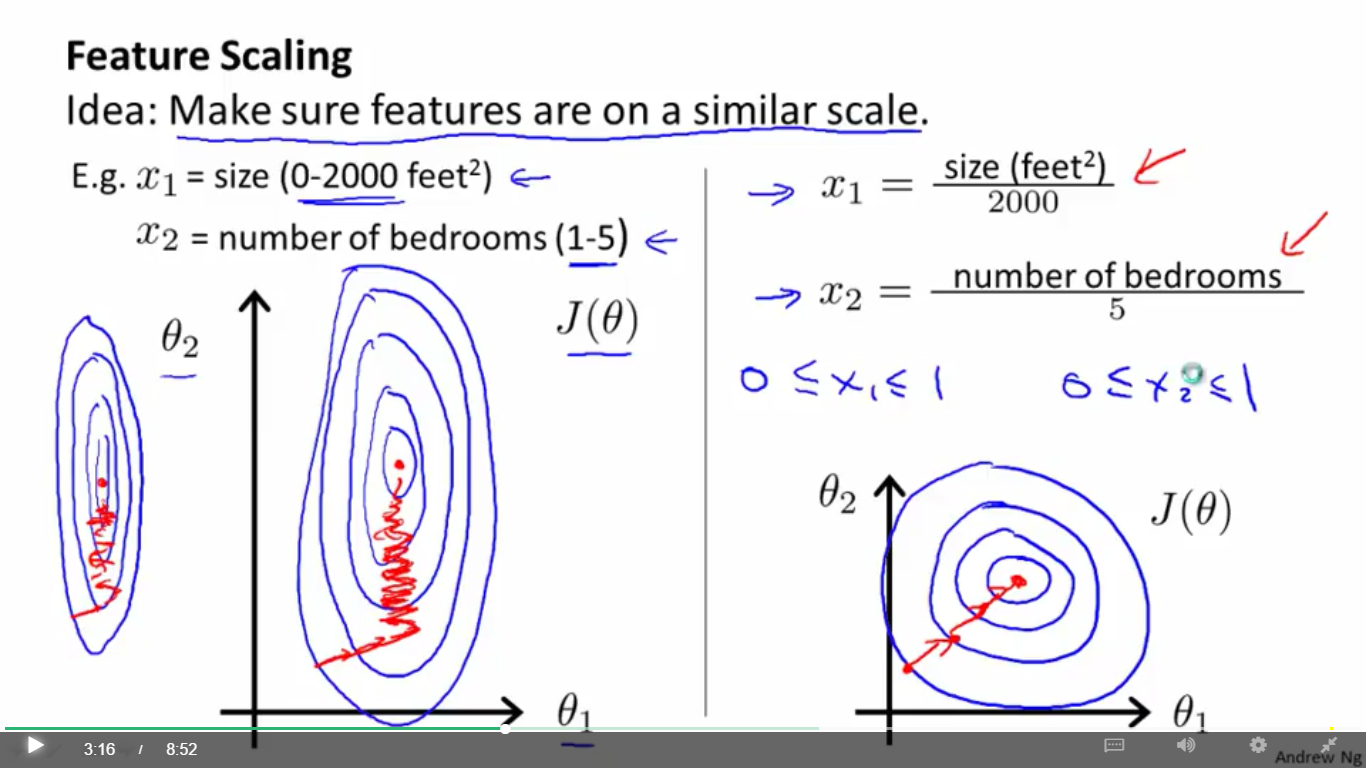 Feature Scaling
Idea: Make sure features are on a similar scale.
E.g. x₁ = size (0-2000 feet²)
x₂ = number of bedrooms (1-5)
θ₂
J(θ)
θ₁
x₁ = size (feet²) / 2000
x₂ = number of bedrooms / 5
0 ≤ x₁ ≤ 1
0 ≤ x₂ ≤ 1
θ₂
J(θ)
θ₁
3:16 / 8:52
Andrew Ng